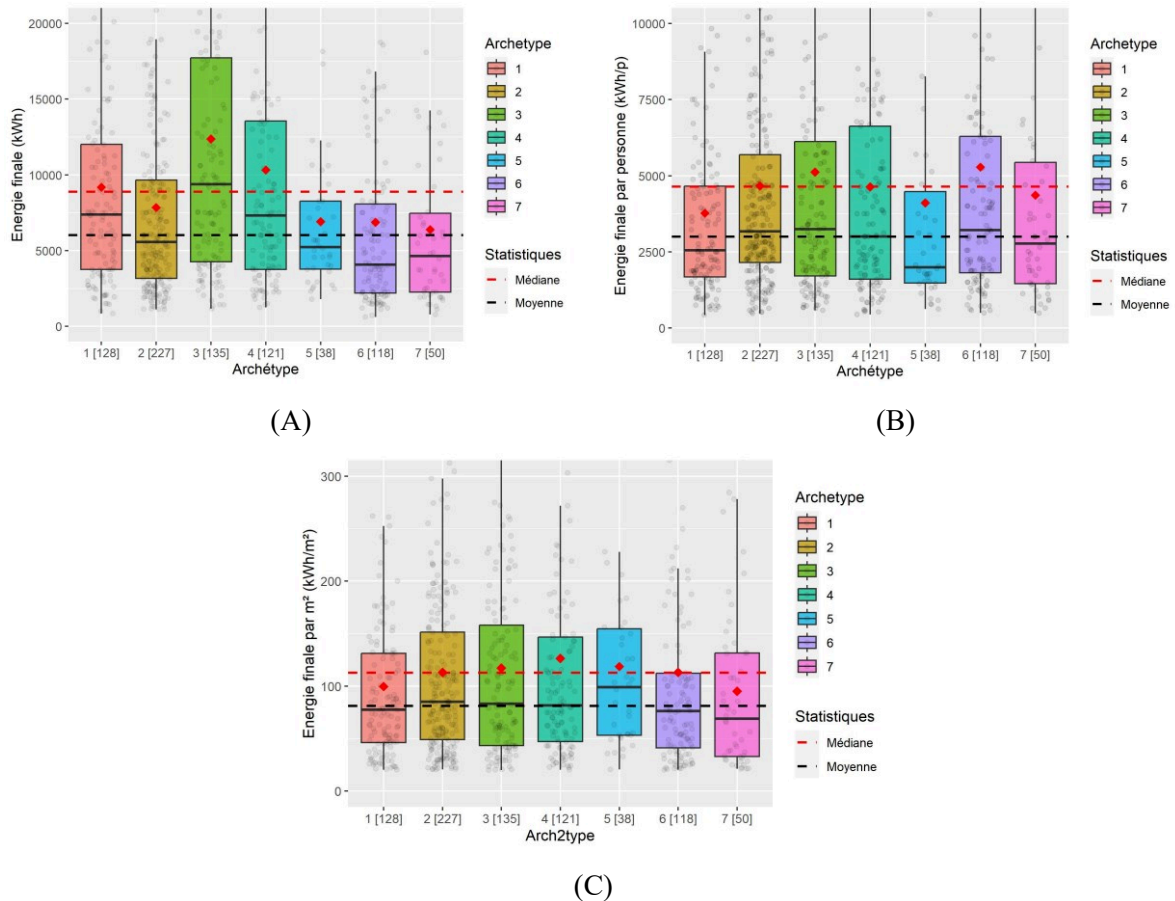 20000
15000
10000
5000
0
Energie finale (kWh)
1 [128] 2 [227] 3 [135] 4 [121] 5 [38] 6 [118] 7 [50]
Archétype
Archetype
1
2
3
4
5
6
7
Statistiques
Médiane
Moyenne
(A)
10000
7500
5000
2500
0
Energie finale par personne (kWh/p)
1 [128] 2 [227] 3 [135] 4 [121] 5 [38] 6 [118] 7 [50]
Archétype
Archetype
1
2
3
4
5
6
7
Statistiques
Médiane
Moyenne
(B)
300
200
100
0
Energie finale par m² (kWh/m²)
1 [128] 2 [227] 3 [135] 4 [121] 5 [38] 6 [118] 7 [50]
Arch2type
Archetype
1
2
3
4
5
6
7
Statistiques
Médiane
Moyenne
(C)